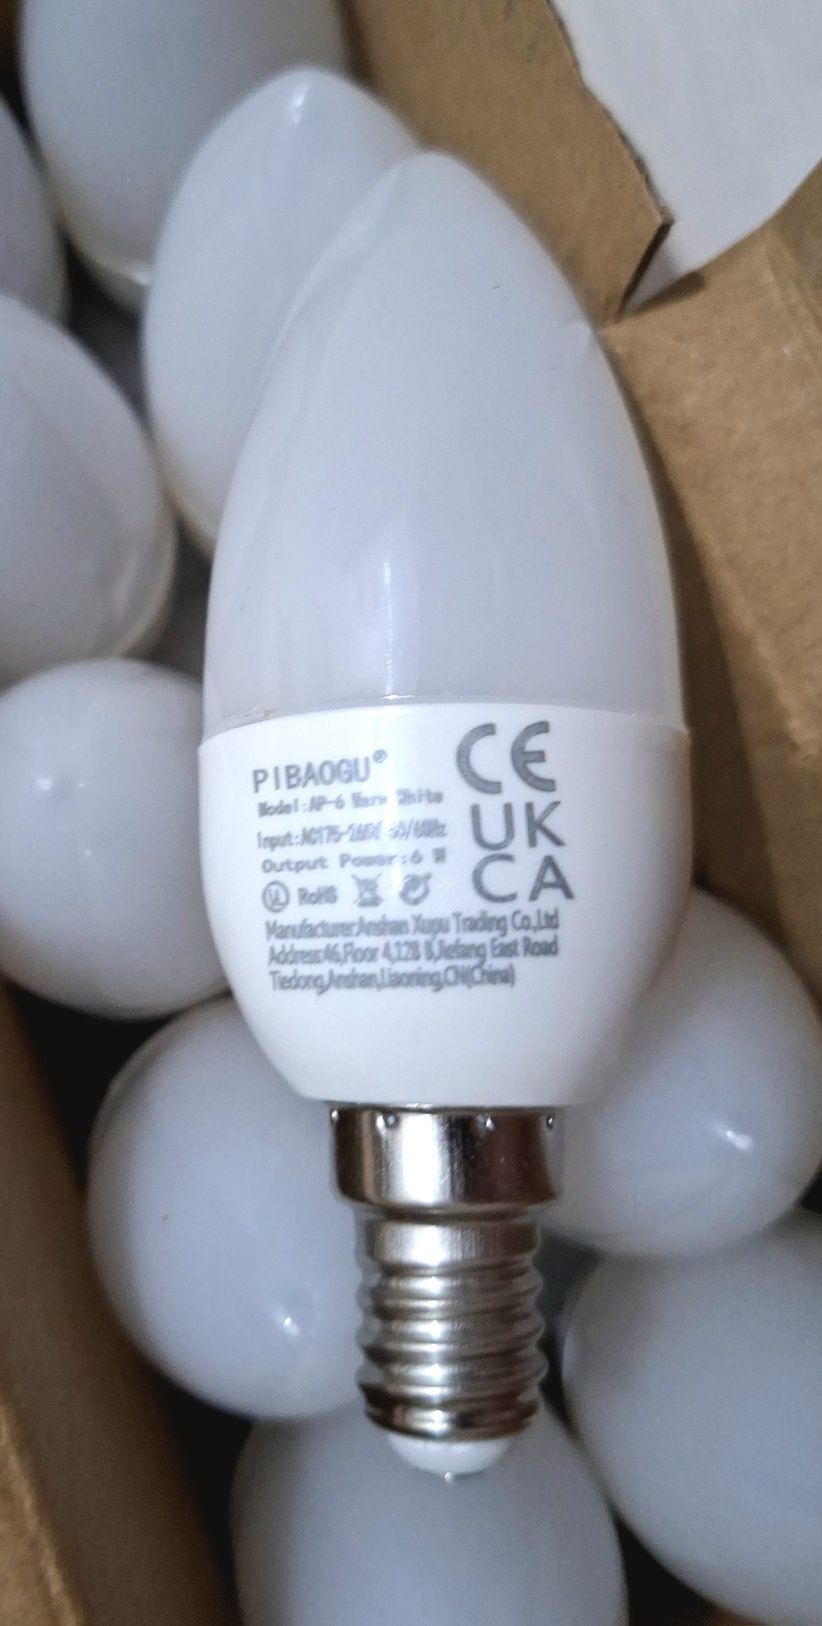 PIBAOGU®
Model:AP-6 Warm White
Input:AC175-265V 50/60Hz
Output Power:6 W
UL RoHS
CE
UK
CA
Manufacturer:Anshan Xupu Trading Co.,Ltd
Address:46,Floor 4,128 B,Jiefang East Road
Tiedong,Anshan,Liaoning,CN(China)